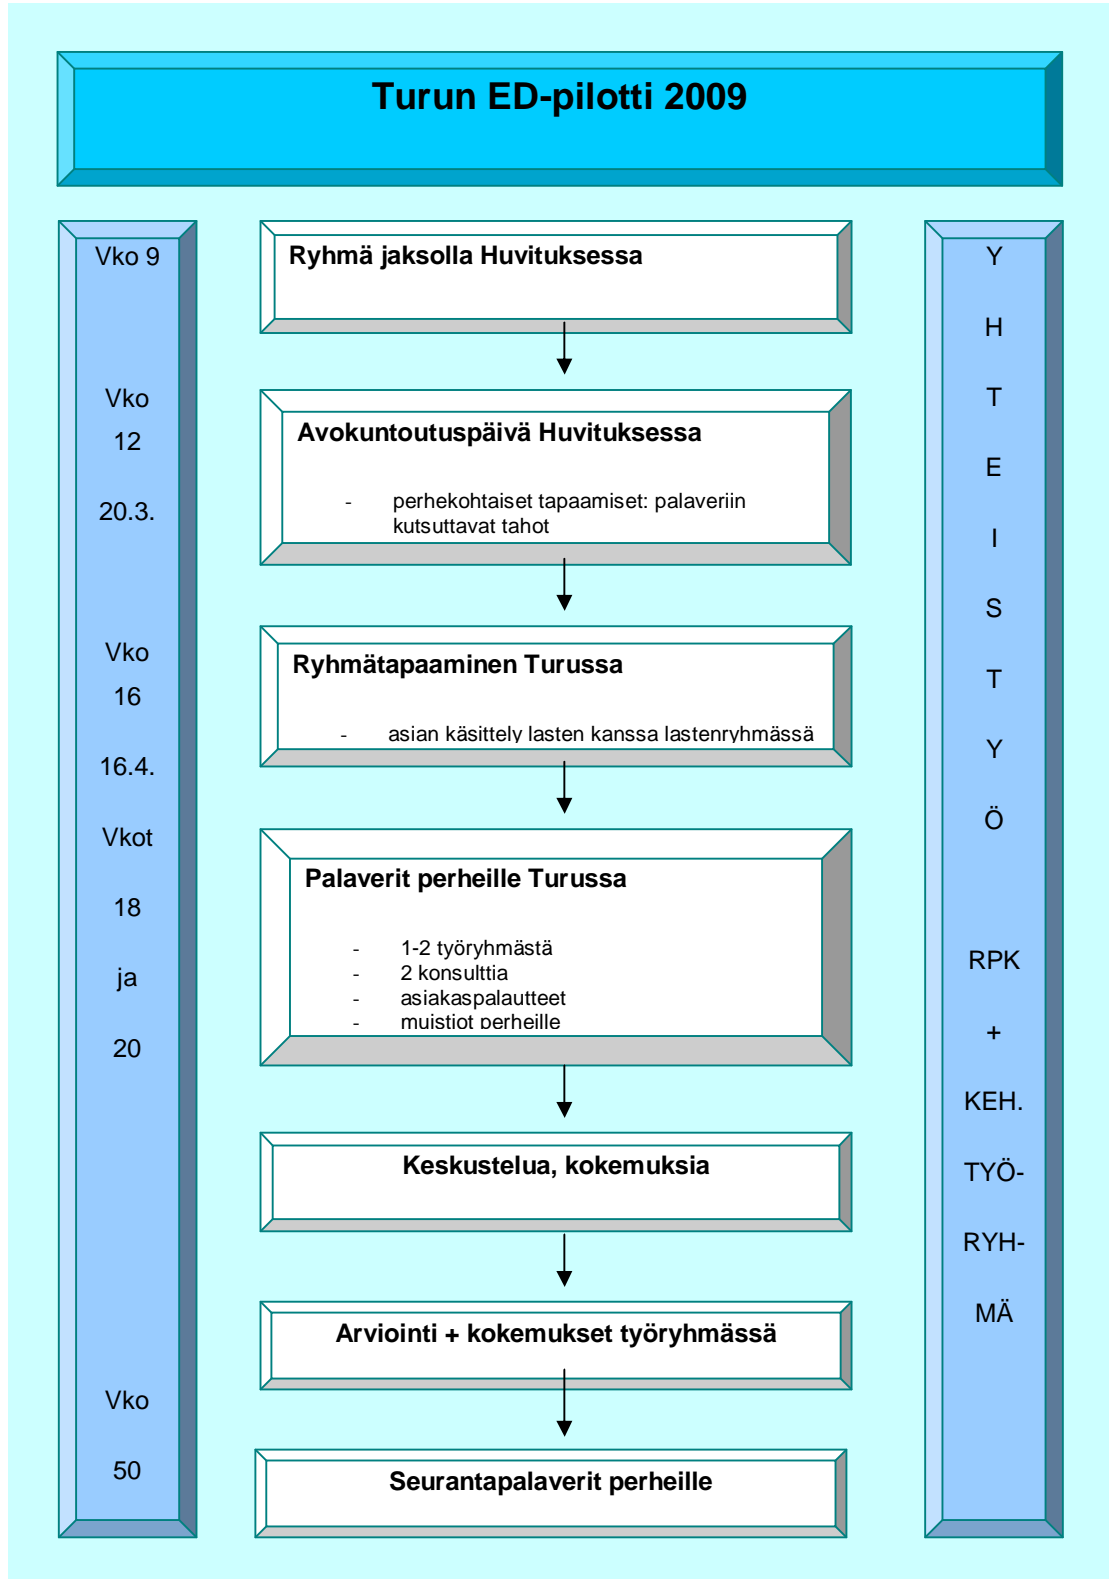 Turun ED-pilotti 2009
Vko 9
Vko
12
20.3.
Vko
16
16.4.
Vkot
18
ja
20
Vko
50
Ryhmä jaksolla Huvituksessa
Avokuntoutuspäivä Huvituksessa
- perhekohtaiset tapaamiset: palaveriin
kutsuttavat tahot
Ryhmätapaaminen Turussa
- asian käsittely lasten kanssa lastenryhmässä
Palaverit perheille Turussa
- 1-2 työryhmästä
- 2 konsulttia
- asiakaspalautteet
- muistiot perheille
Keskustelua, kokemuksia
Arviointi + kokemukset työryhmässä
Seurantapalaverit perheille
Y
H
T
E
I
S
T
Y
Ö
RPK
+
KEH.
TYÖ-
RYH-
MÄ